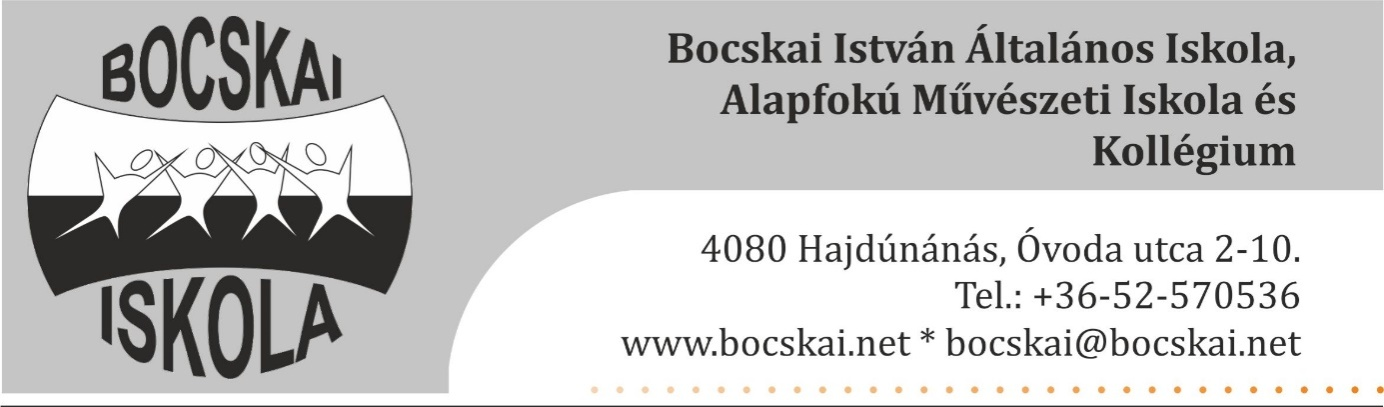 BOCSKAI
ISKOLA
Bocskai István Általános Iskola,
Alapfokú Művészeti Iskola és
Kollégium
4080 Hajdúnánás, Óvoda utca 2-10.
Tel.: +36-52-570536
www.bocskai.net * bocskai@bocskai.net